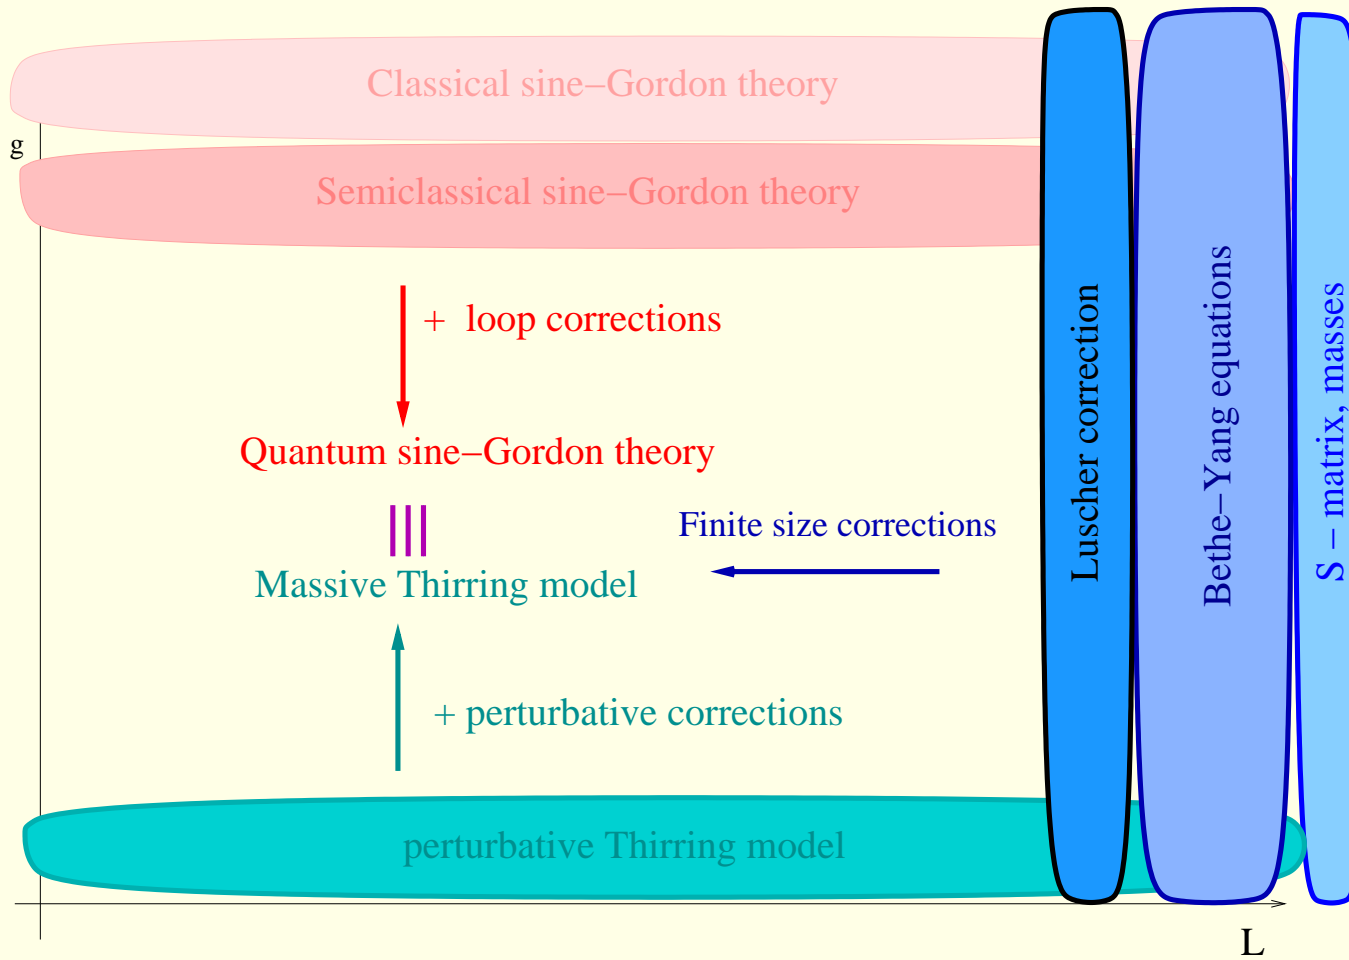 Classical sine–Gordon theory
g
Semiclassical sine–Gordon theory
+ loop corrections
Quantum sine–Gordon theory
Finite size corrections
Massive Thirring model
+ perturbative corrections
perturbative Thirring model
L
Luscher correction
Bethe–Yang equations
S – matrix, masses